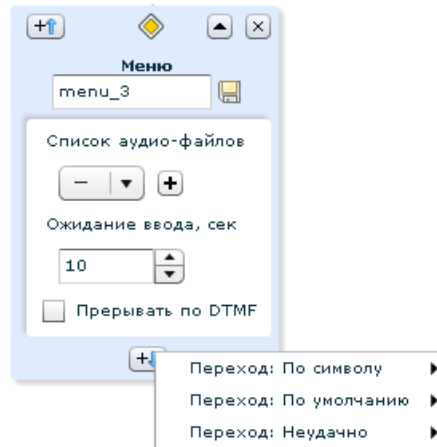 Меню
menu_3
Список аудио-файлов
–
Ожидание ввода, сек
10
Прерывать по DTMF
Переход: По символу
Переход: По умолчанию
Переход: Неудачно